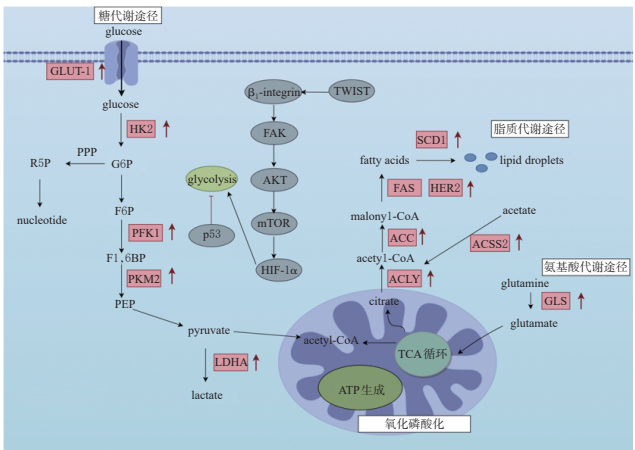 糖代谢途径
glucose
GLUT-1
glucose
HK2
PPP
R5P
G6P
nucleotide
F6P
PFK1
F1,6BP
PKM2
PEP
pyruvate
LDHA
lactate
β1-integrin
TWIST
FAK
glycolysis
AKT
p53
mTOR
HIF-1α
脂质代谢途径
SCD1
fatty acids
lipid droplets
FAS
HER2
malony1-CoA
acetate
ACC
ACSS2
acety1-CoA
ACLY
citrate
氨基酸代谢途径
glutamine
GLS
glutamate
acetyl-CoA
TCA循环
ATP生成
氧化磷酸化